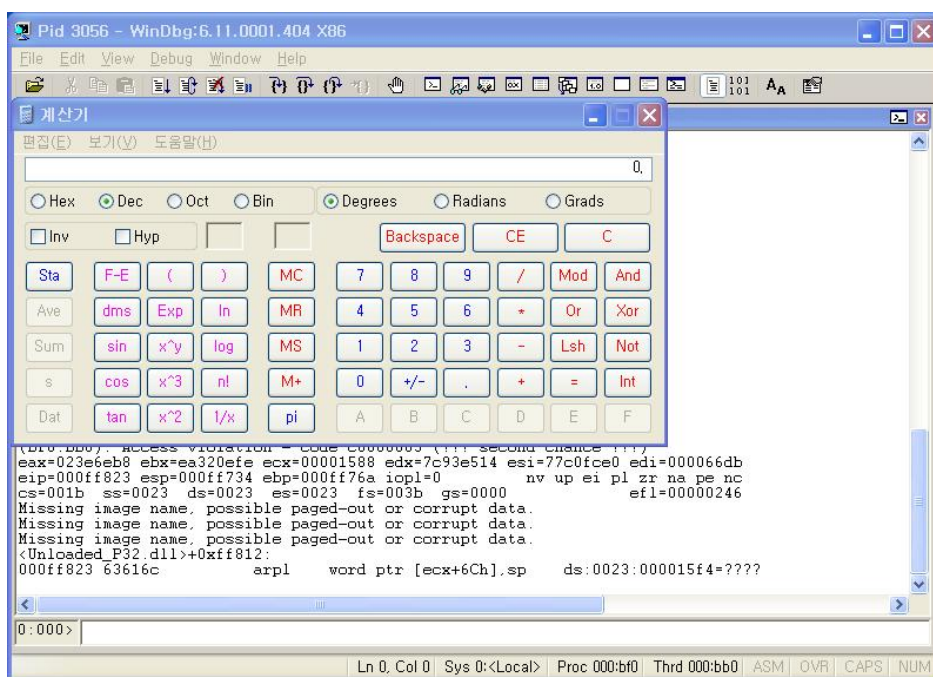 Pid 3056 - WinDbg:6.11.0001.404 X86
File Edit View Debug Window Help
계산기
편집(E) 보기(V) 도움말(H)
0.
Hex Dec Oct Bin Degrees Radians Grads
Inv Hyp Backspace CE C
Sta F-E ( ) MC 7 8 9 / Mod And
Ave dms Exp ln MR 4 5 6 * Or Xor
Sum sin x^y log MS 1 2 3 - Lsh Not
s cos x^3 n! M+ 0 +/- . + = Int
Dat tan x^2 1/x pi A B C D E F
(bf0.bb0): Access violation - code c0000005 (!!! second chance !!!)
eax=023e6eb8 ebx=ea320efe ecx=00001588 edx=7c93e514 esi=77c0fce0 edi=000066db
eip=000ff823 esp=000ff734 ebp=000ff76a iopl=0 nv up ei pl zr na pe nc
cs=001b ss=0023 ds=0023 es=0023 fs=003b gs=0000 efl=00000246
Missing image name, possible paged-out or corrupt data.
Missing image name, possible paged-out or corrupt data.
Missing image name, possible paged-out or corrupt data.
<Unloaded_P32.dll>+0xff812:
000ff823 63616c arpl word ptr [ecx+6Ch],sp ds:0023:000015f4=????
0:000>
Ln 0, Col 0 Sys 0:<Local> Proc 000:bf0 Thrd 000:bb0 ASM OVR CAPS NUM